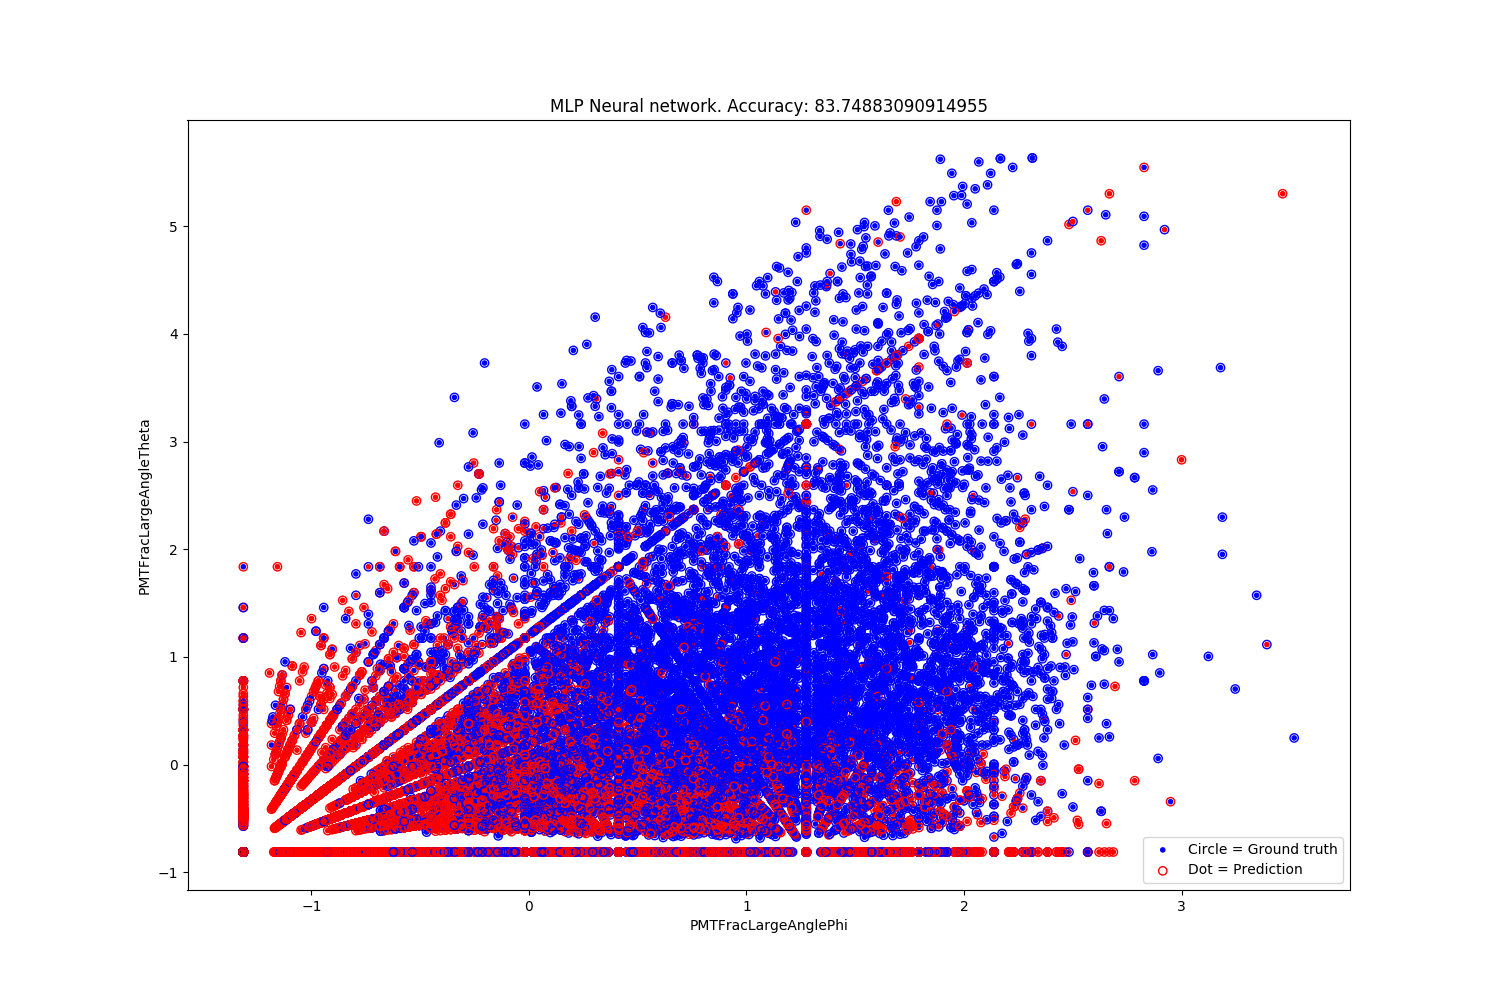 MLP Neural network. Accuracy: 83.74883090914955
PMTFracLargeAngleTheta
5
4
3
2
1
0
−1
−1
0
1
2
3
PMTFracLargeAnglePhi
Circle = Ground truth
Dot = Prediction